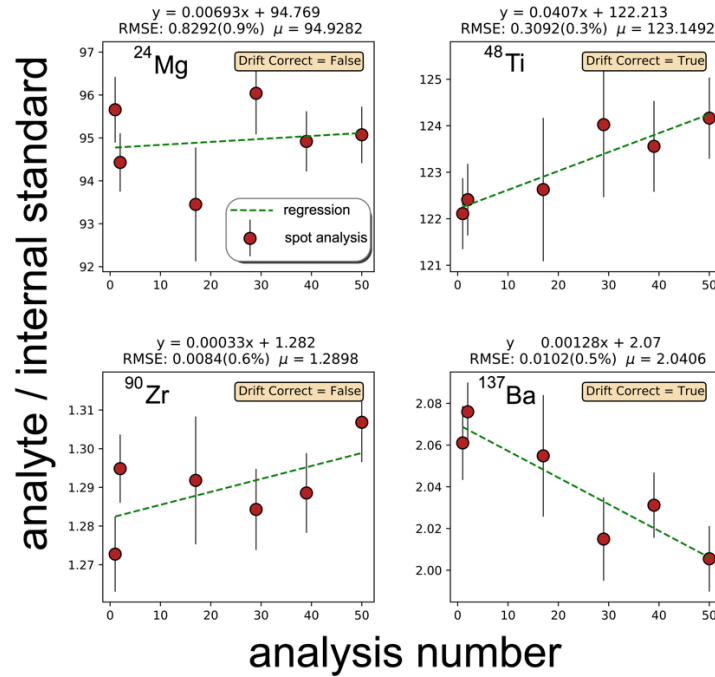 y = 0.00693x + 94.769
RMSE: 0.8292(0.9%) μ = 94.9282
24Mg
Drift Correct = False
97
96
95
94
93
92
0 10 20 30 40 50
regression
spot analysis
y = 0.0407x + 122.213
RMSE: 0.3092(0.3%) μ = 123.1492
48Ti
Drift Correct = True
125
124
123
122
121
0 10 20 30 40 50
y = 0.00033x + 1.282
RMSE: 0.0084(0.6%) μ = 1.2898
90Zr
Drift Correct = False
1.31
1.30
1.29
1.28
1.27
0 10 20 30 40 50
y 0.00128x + 2.07
RMSE: 0.0102(0.5%) μ = 2.0406
137Ba
Drift Correct = True
2.08
2.06
2.04
2.02
2.00
0 10 20 30 40 50
analyte / internal standard
analysis number